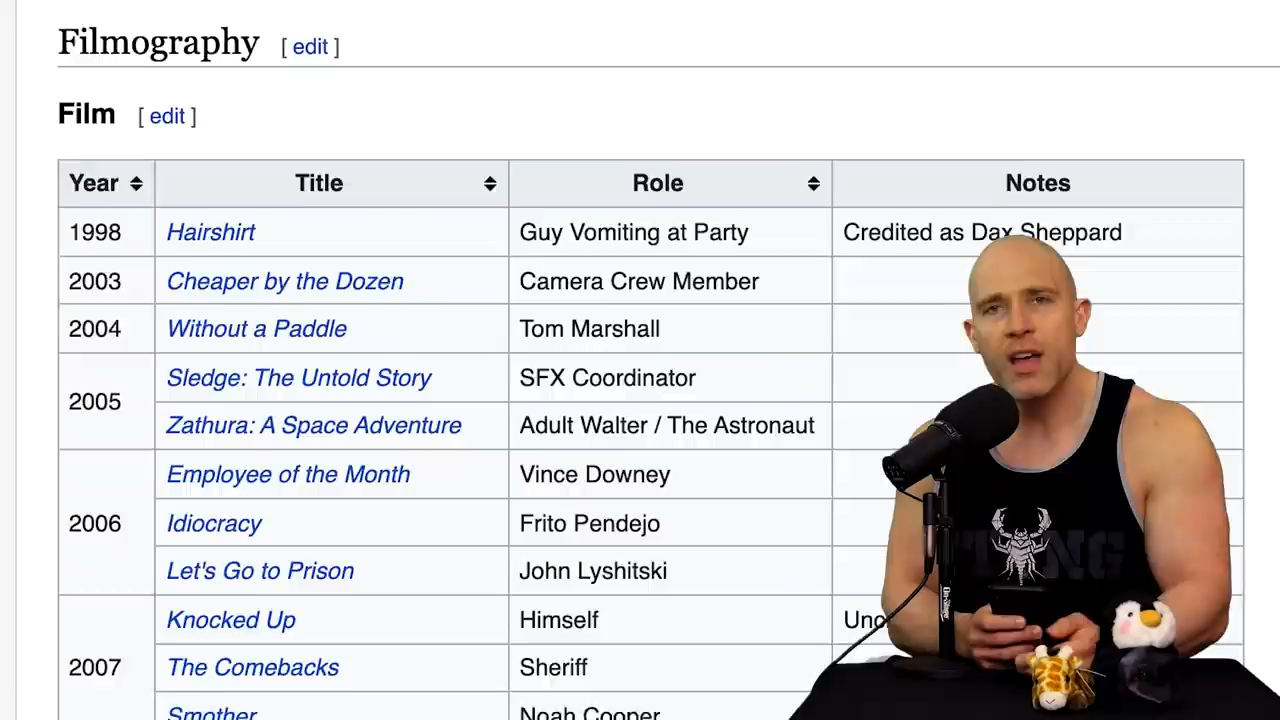 Filmography [ edit ]
Film [ edit ]
Year Title Role Notes
1998 Hairshirt Guy Vomiting at Party Credited as Dax Sheppard
2003 Cheaper by the Dozen Camera Crew Member
2004 Without a Paddle Tom Marshall
2005 Sledge: The Untold Story SFX Coordinator
Zathura: A Space Adventure Adult Walter / The Astronaut
2006 Employee of the Month Vince Downey
Idiocracy Frito Pendejo
Let's Go to Prison John Lyshitski
2007 Knocked Up Himself
The Comebacks Sheriff
Smother Noah Cooper